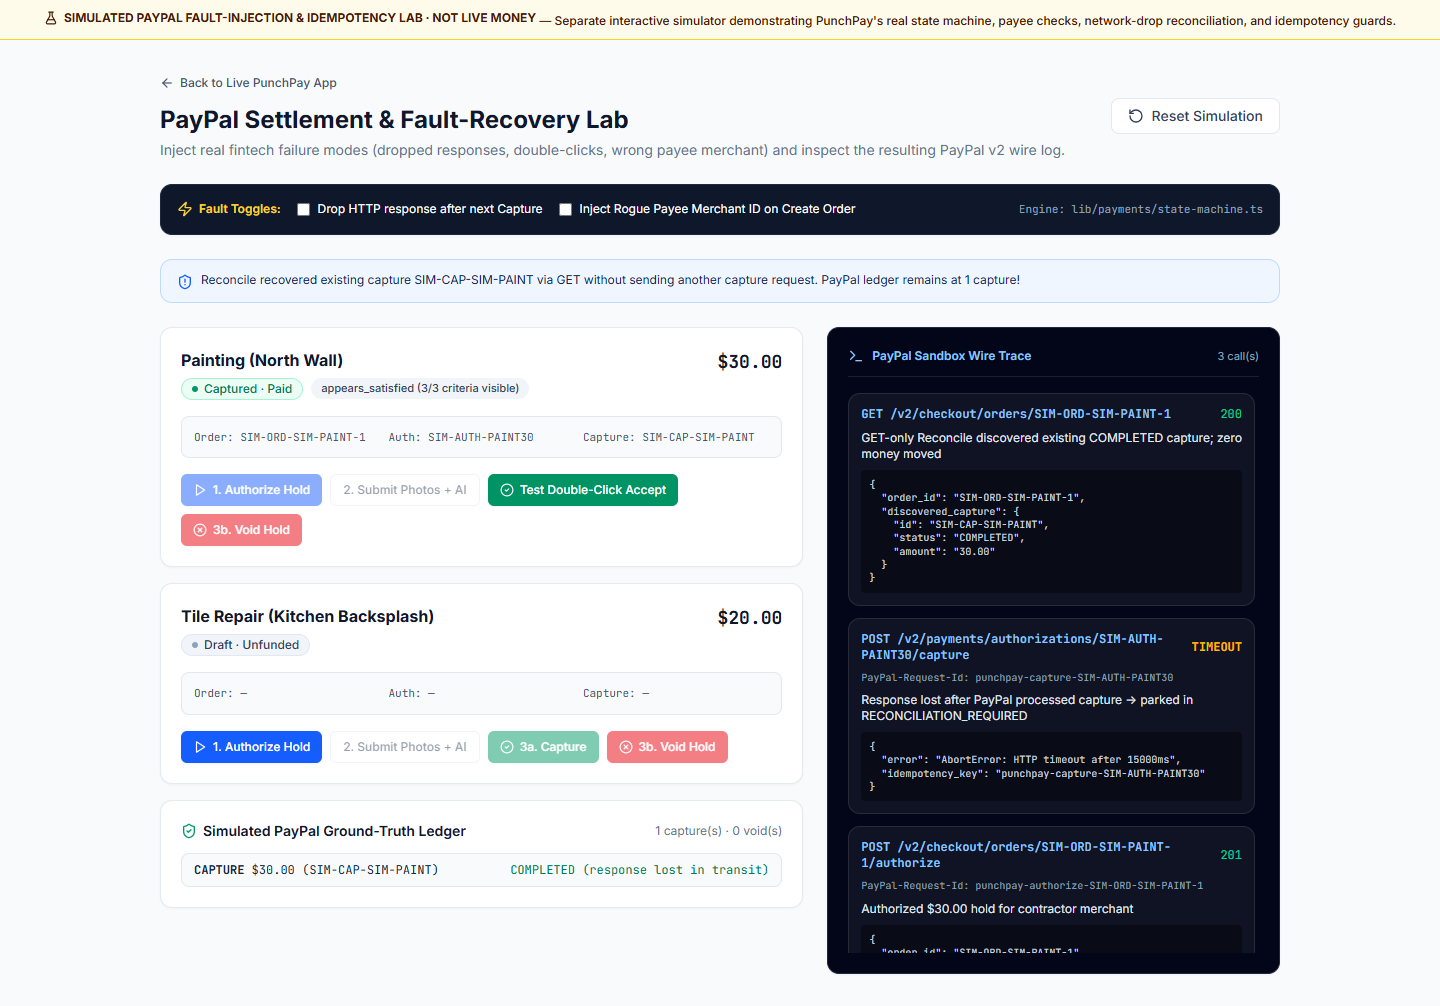 SIMULATED PAYPAL FAULT-INJECTION & IDEMPOTENCY LAB · NOT LIVE MONEY — Separate interactive simulator demonstrating PunchPay's real state machine, payee checks, network-drop reconciliation, and idempotency guards.
Back to Live PunchPay App
PayPal Settlement & Fault-Recovery Lab
Reset Simulation
Inject real fintech failure modes (dropped responses, double-clicks, wrong payee merchant) and inspect the resulting PayPal v2 wire log.
Fault Toggles: Drop HTTP response after next Capture Inject Rogue Payee Merchant ID on Create Order Engine: lib/payments/state-machine.ts
Reconcile recovered existing capture SIM-CAP-SIM-PAINT via GET without sending another capture request. PayPal ledger remains at 1 capture!
Painting (North Wall) $30.00
Captured · Paid appears_satisfied (3/3 criteria visible)
Order: SIM-ORD-SIM-PAINT-1 Auth: SIM-AUTH-PAINT30 Capture: SIM-CAP-SIM-PAINT
1. Authorize Hold 2. Submit Photos + AI Test Double-Click Accept
3b. Void Hold
Tile Repair (Kitchen Backsplash) $20.00
Draft · Unfunded
Order: — Auth: — Capture: —
1. Authorize Hold 2. Submit Photos + AI 3a. Capture 3b. Void Hold
Simulated PayPal Ground-Truth Ledger 1 capture(s) · 0 void(s)
CAPTURE $30.00 (SIM-CAP-SIM-PAINT) COMPLETED (response lost in transit)
PayPal Sandbox Wire Trace 3 call(s)
GET /v2/checkout/orders/SIM-ORD-SIM-PAINT-1 200
GET-only Reconcile discovered existing COMPLETED capture; zero
money moved
{
"order_id": "SIM-ORD-SIM-PAINT-1",
"discovered_capture": {
"id": "SIM-CAP-SIM-PAINT",
"status": "COMPLETED",
"amount": "30.00"
}
}
POST /v2/payments/authorizations/SIM-AUTH-
PAINT30/capture TIMEOUT
PayPal-Request-Id: punchpay-capture-SIM-AUTH-PAINT30
Response lost after PayPal processed capture → parked in
RECONCILIATION_REQUIRED
{
"error": "AbortError: HTTP timeout after 15000ms",
"idempotency_key": "punchpay-capture-SIM-AUTH-PAINT30"
}
POST /v2/checkout/orders/SIM-ORD-SIM-PAINT-
1/authorize 201
PayPal-Request-Id: punchpay-authorize-SIM-ORD-SIM-PAINT-1
Authorized $30.00 hold for contractor merchant
{
"order_id": "SIM-ORD-SIM-PAINT-1"